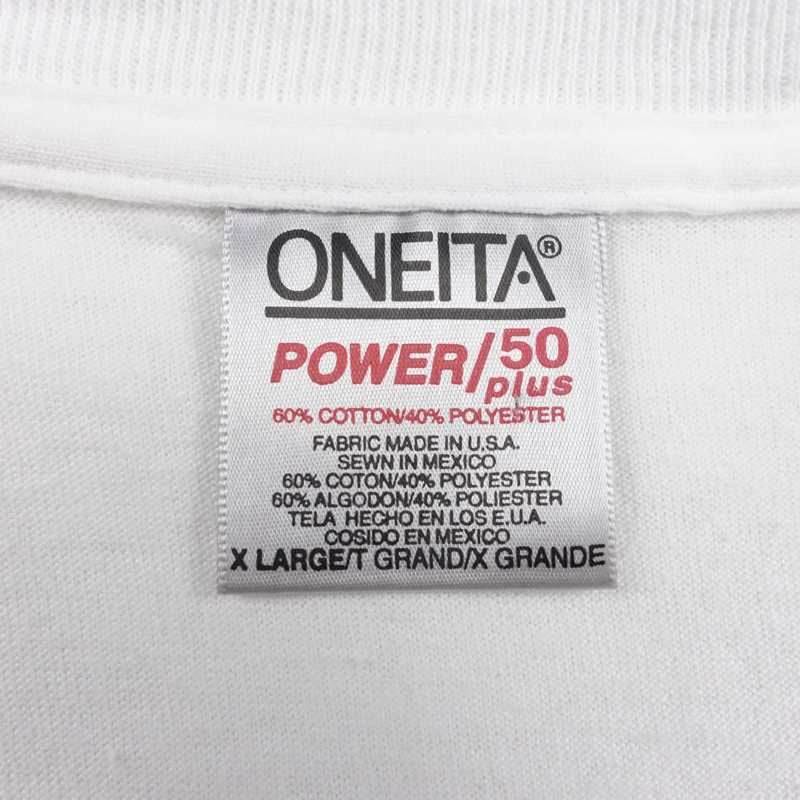 ONEITA®
POWER/50 plus
60% COTTON/40% POLYESTER
FABRIC MADE IN U.S.A.
SEWN IN MEXICO
60% COTON/40% POLYESTER
60% ALGODON/40% POLIESTER
TELA HECHO EN LOS E.U.A.
COSIDO EN MEXICO
X LARGE/T GRAND/X GRANDE